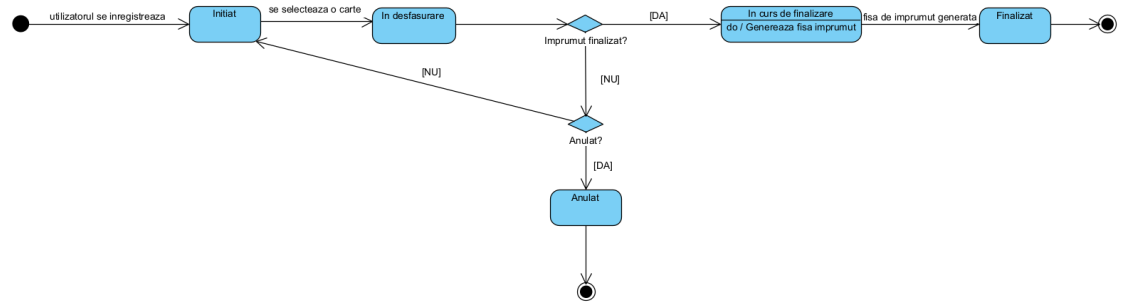 utilizatorul se inregistreaza
Initiat
se selecteaza o carte
In desfasurare
Imprumut finalizat?
[DA]
In curs de finalizare
do / Genereaza fisa imprumut
fisa de imprumut generata
Finalizat
[NU]
[NU]
Anulat?
[DA]
Anulat